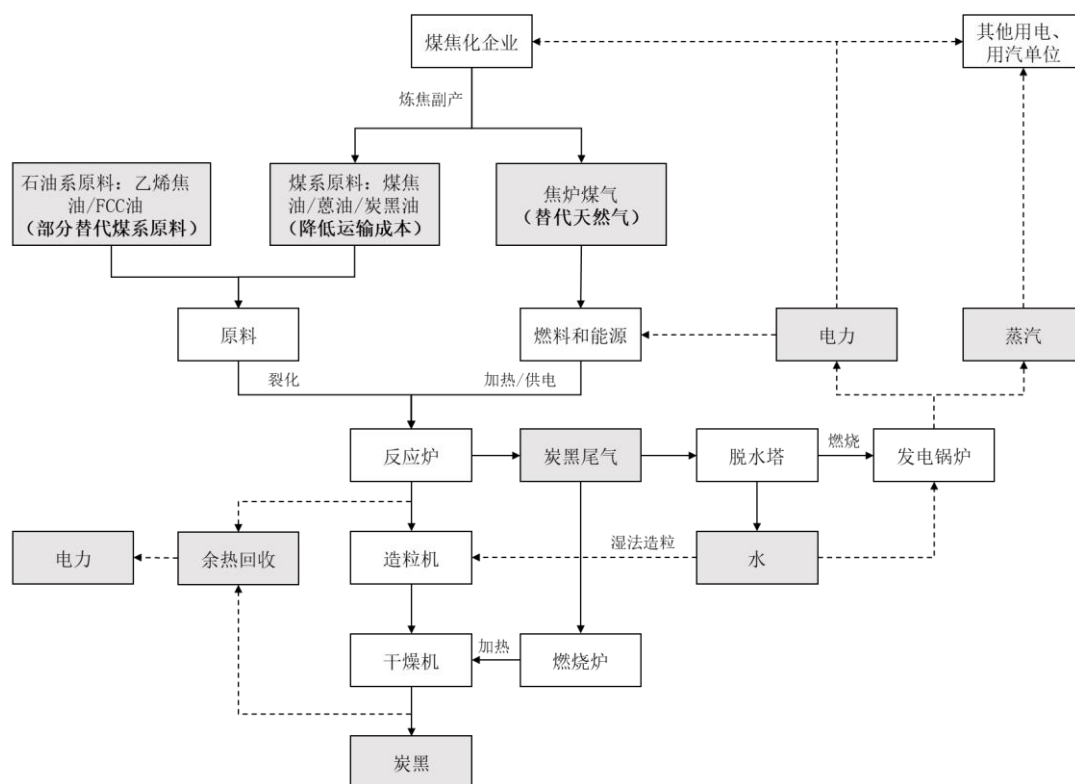 煤焦化企业
其他用电、
用汽单位
炼焦副产
石油系原料：乙烯焦
油/FCC油
（部分替代煤系原料）
煤系原料：煤焦
油/蒽油/炭黑油
（降低运输成本）
焦炉煤气
（替代天然气）
原料
燃料和能源
电力
蒸汽
裂化
加热/供电
反应炉
炭黑尾气
脱水塔
燃烧
发电锅炉
电力
余热回收
造粒机
湿法造粒
水
干燥机
加热
燃烧炉
炭黑